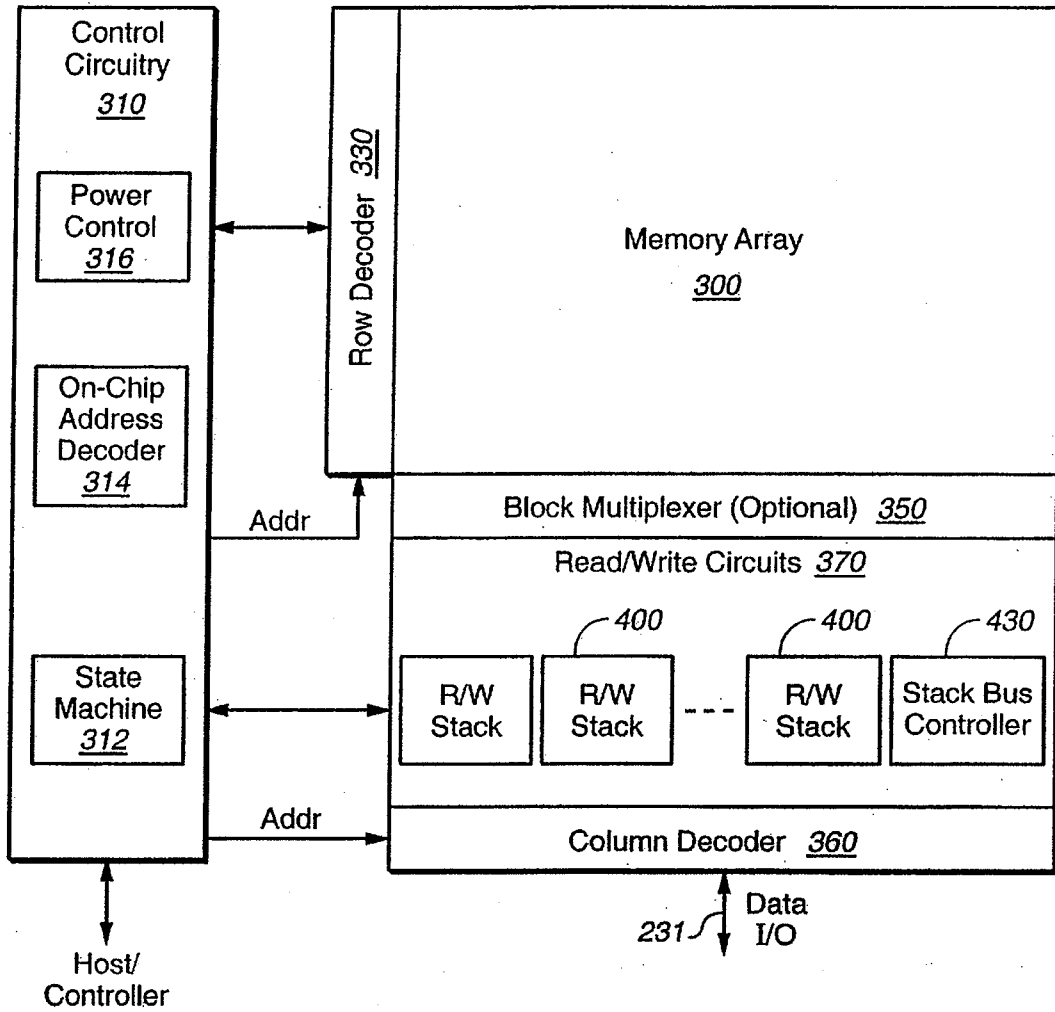 Control
Circuitry
310
Power
Control
316
On-Chip
Address
Decoder
314
State
Machine
312
Host/
Controller
Addr
Addr
Row Decoder 330
Memory Array
300
Block Multiplexer (Optional) 350
Read/Write Circuits 370
400
400
430
R/W
Stack
R/W
Stack
R/W
Stack
Stack Bus
Controller
Column Decoder 360
231
Data
I/O